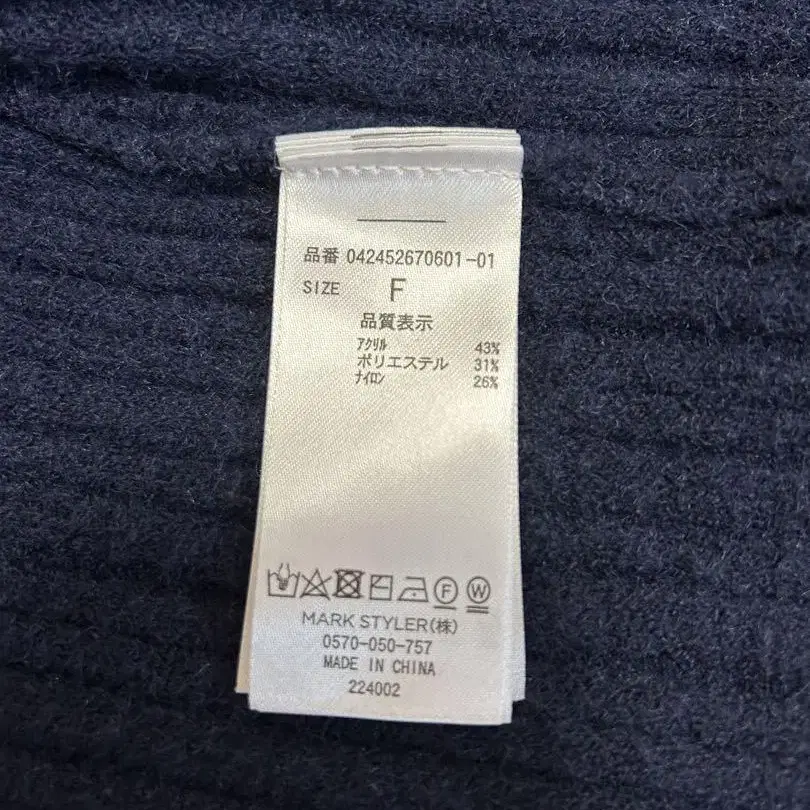 品番 042452670601-01
SIZE F
品質表示
アクリル 43%
ポリエステル 31%
ナイロン 26%
F W
MARK STYLER(株)
0570-050-757
MADE IN CHINA
224002